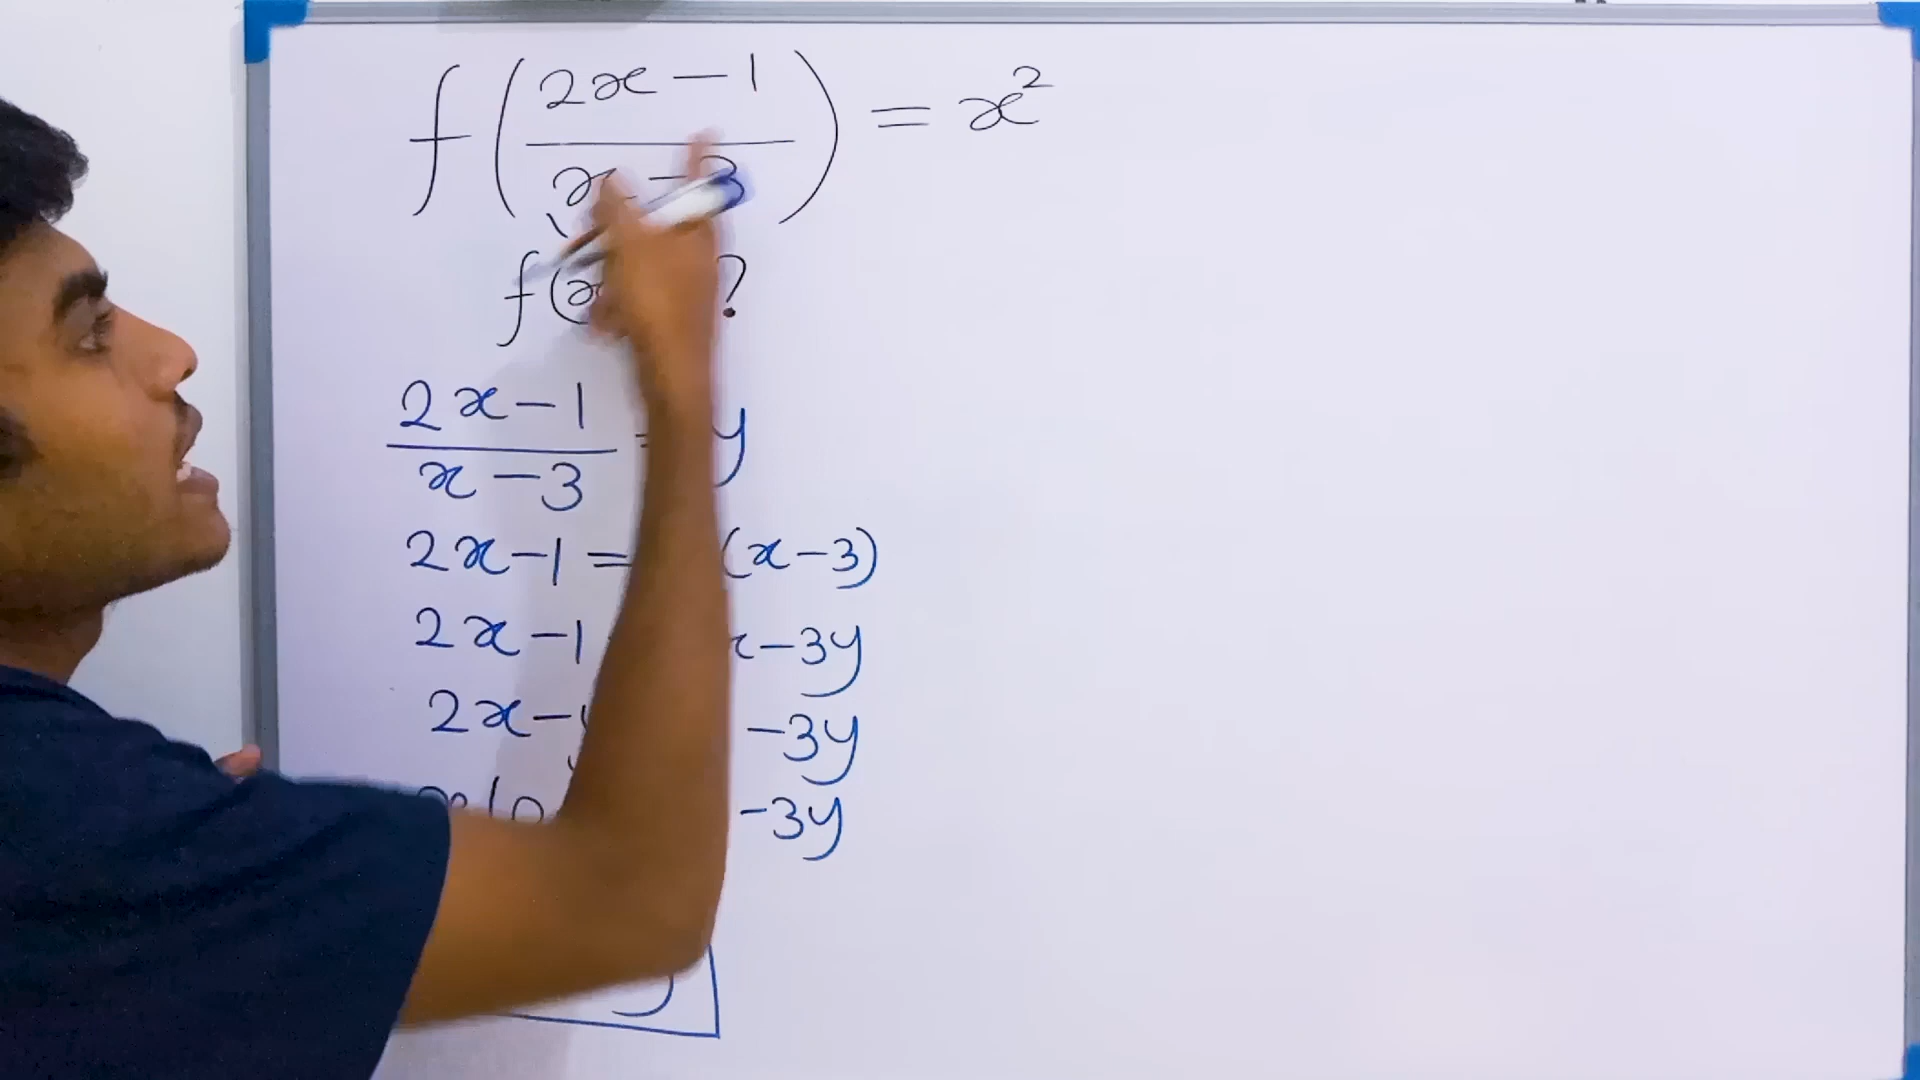 f(2x-1/x-3) = x²
f(x ?
2x-1/x-3 = y
2x-1= (x-3)
2x-1 x-3y
2x-y -3y
-3y
y